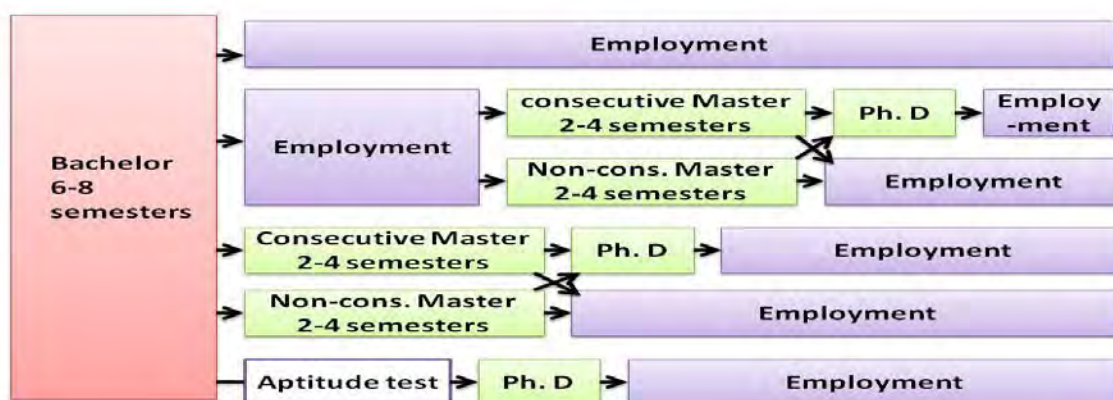 Bachelor
6-8
semesters
Employment
Employment
consecutive Master
2-4 semesters
Ph. D
Employ
-ment
Non-cons. Master
2-4 semesters
Employment
Consecutive Master
2-4 semesters
Ph. D
Employment
Non-cons. Master
2-4 semesters
Employment
Aptitude test
Ph. D
Employment